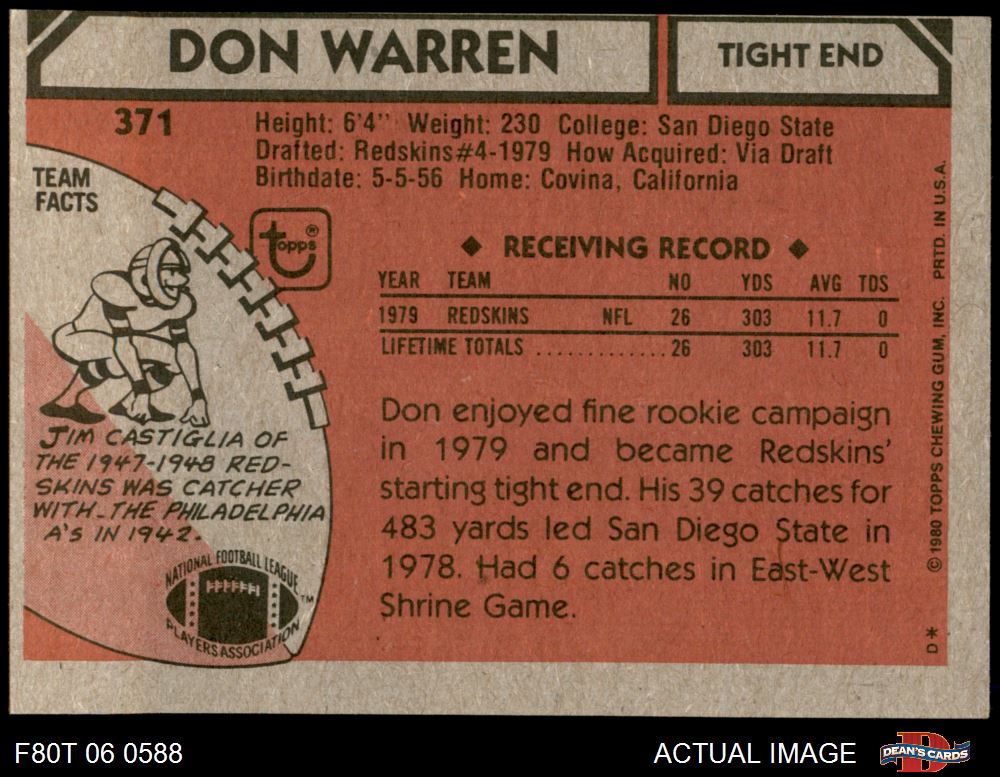 DON WARREN
TIGHT END
371
Height: 6'4" Weight: 230 College: San Diego State
Drafted: Redskins#4-1979 How Acquired: Via Draft
Birthdate: 5-5-56 Home: Covina, California
TEAM
FACTS
topps®
◆ RECEIVING RECORD ◆
YEAR TEAM NO YDS AVG TDS
1979 REDSKINS NFL 26 303 11.7 0
LIFETIME TOTALS ............. 26 303 11.7 0
Don enjoyed fine rookie campaign
in 1979 and became Redskins'
starting tight end. His 39 catches for
483 yards led San Diego State in
1978. Had 6 catches in East-West
Shrine Game.
JIM CASTIGLIA OF
THE 1947-1948 RED-
SKINS WAS CATCHER
WITH THE PHILADELPHIA
A'S IN 1942.
NATIONAL FOOTBALL LEAGUE
PLAYERS ASSOCIATION
TM
© 1980 TOPPS CHEWING GUM, INC. PRTD. IN U.S.A.
D*
F80T 06 0588
ACTUAL IMAGE
D
DEAN'S CARDS